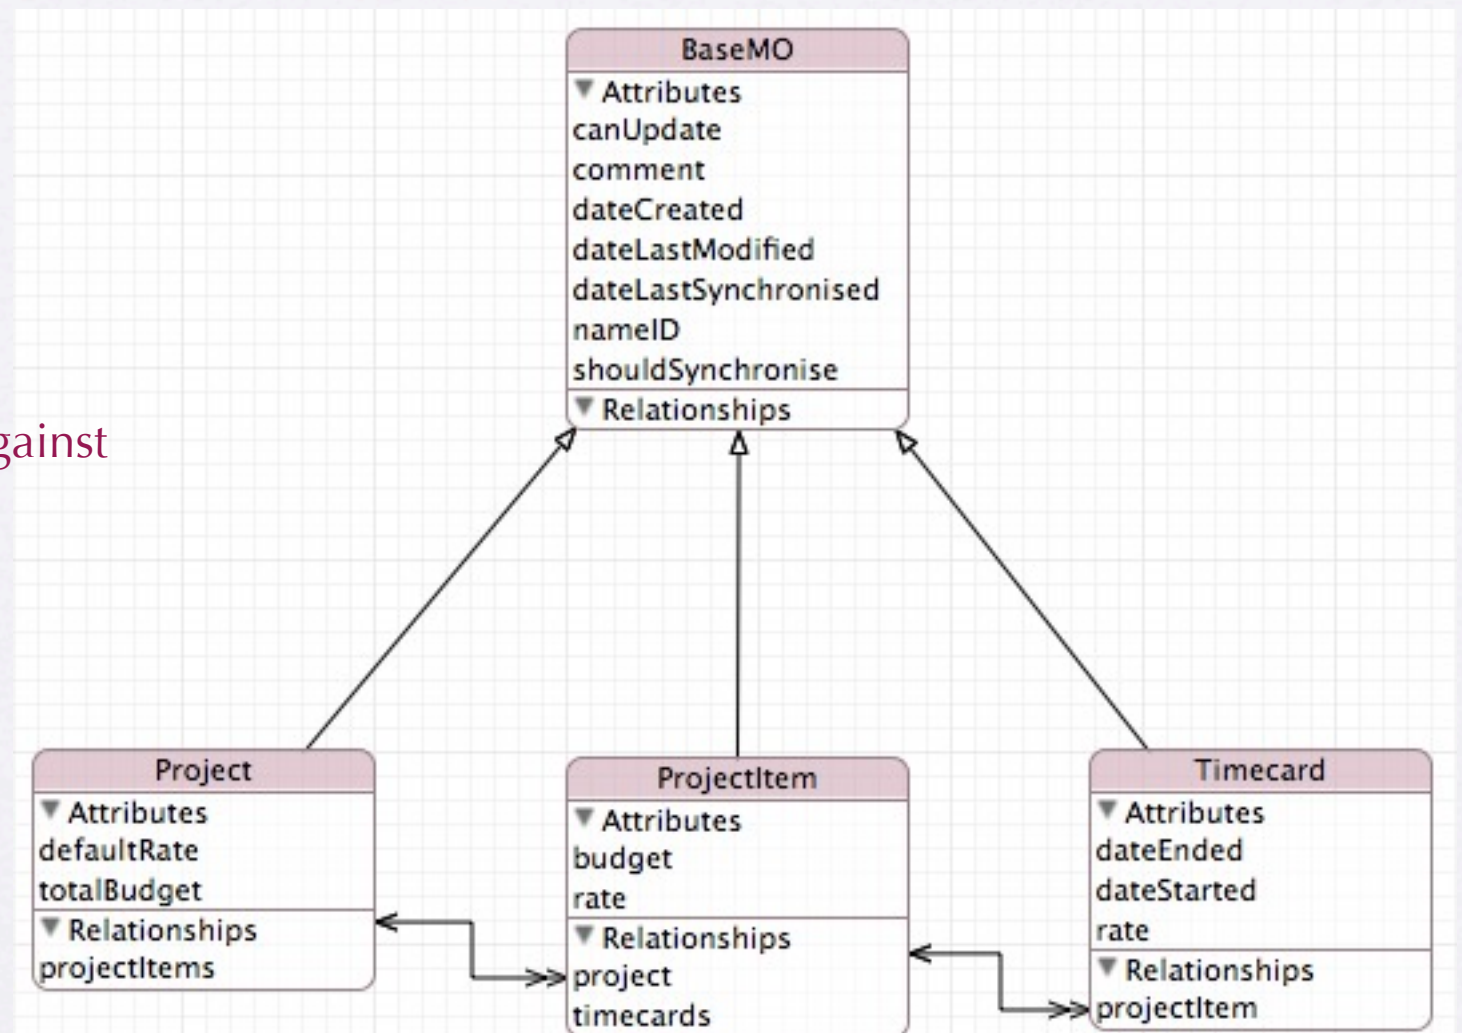 BaseMO
Attributes
canUpdate
comment
dateCreated
dateLastModified
dateLastSynchronised
nameID
shouldSynchronise
Relationships
gainst
Project
Attributes
defaultRate
totalBudget
Relationships
projectItems
ProjectItem
Attributes
budget
rate
Relationships
project
timecards
Timecard
Attributes
dateEnded
dateStarted
rate
Relationships
projectItem